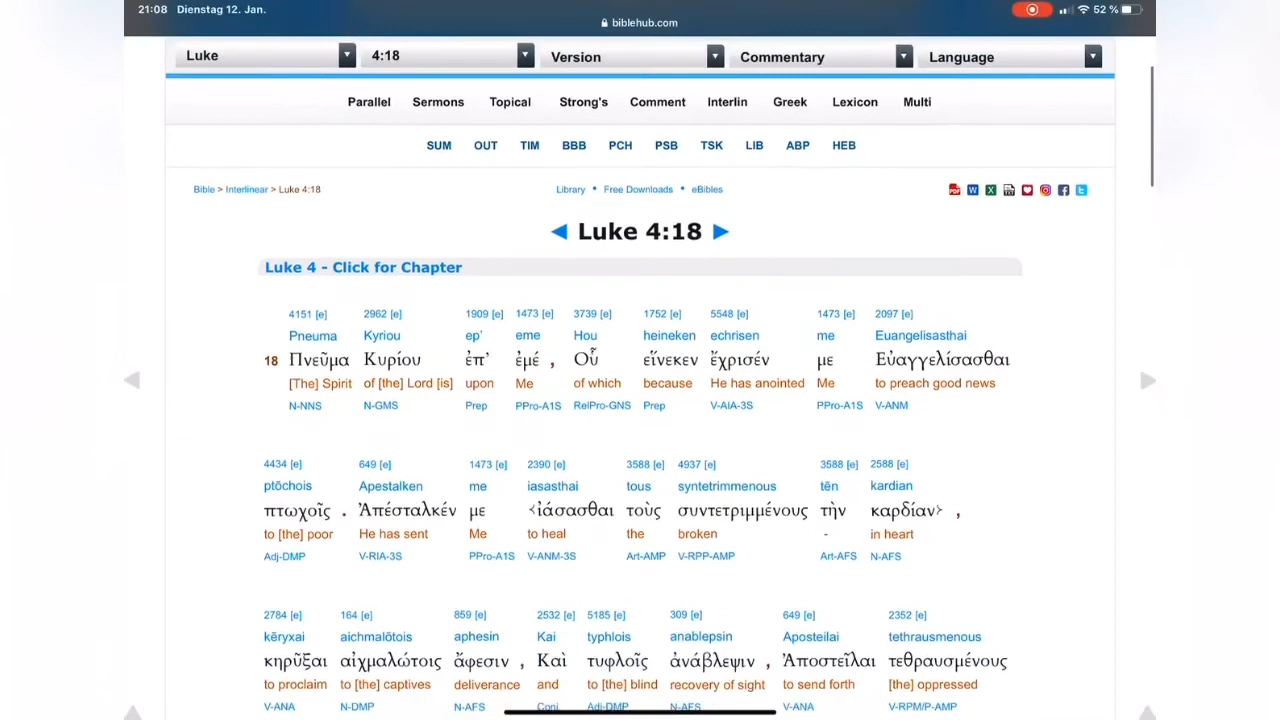 21:08 Dienstag 12. Jan. 52 %
biblehub.com
Luke 4:18 Version Commentary Language
Parallel Sermons Topical Strong's Comment Interlin Greek Lexicon Multi
SUM OUT TIM BBB PCH PSB TSK LIB ABP HEB
Bible > Interlinear > Luke 4:18 Library • Free Downloads • eBibles
◄ Luke 4:18 ►
Luke 4 - Click for Chapter
4151 [e] 2962 [e] 1909 [e] 1473 [e] 3739 [e] 1752 [e] 5548 [e] 1473 [e] 2097 [e]
Pneuma Kyriou ep' eme Hou heineken echrisen me Euangelisasthai
18 Πνεῦμα Κυρίου ἐπ' ἐμέ , Οὗ εἵνεκεν ἔχρισέν με Εὐαγγελίσασθαι
[The] Spirit of [the] Lord [is] upon Me of which because He has anointed Me to preach good news
N-NNS N-GMS Prep PPro-A1S RelPro-GNS Prep V-AIA-3S PPro-A1S V-ANM
4434 [e] 649 [e] 1473 [e] 2390 [e] 3588 [e] 4937 [e] 3588 [e] 2588 [e]
ptōchois Apestalken me iasasthai tous syntetrimmenous tēn kardian
πτωχοῖς . Ἀπέσταλκέν με <ἰάσασθαι τοὺς συντετριμμένους τὴν καρδίαν> ,
to [the] poor He has sent Me to heal the broken - in heart
Adj-DMP V-RIA-3S PPro-A1S V-ANM-3S Art-AMP V-RPP-AMP Art-AFS N-AFS
2784 [e] 164 [e] 859 [e] 2532 [e] 5185 [e] 309 [e] 649 [e] 2352 [e]
kēryxai aichmalōtois aphesin Kai typhlois anablepsin Aposteilai tethrausmenous
κηρῦξαι αἰχμαλώτοις ἄφεσιν , Καὶ τυφλοῖς ἀνάβλεψιν , Ἀποστεῖλαι τεθραυσμένους
to proclaim to [the] captives deliverance and to [the] blind recovery of sight to send forth [the] oppressed
V-ANA N-DMP N-AFS Conj Adj-DMP N-AFS V-ANA V-RPM/P-AMP